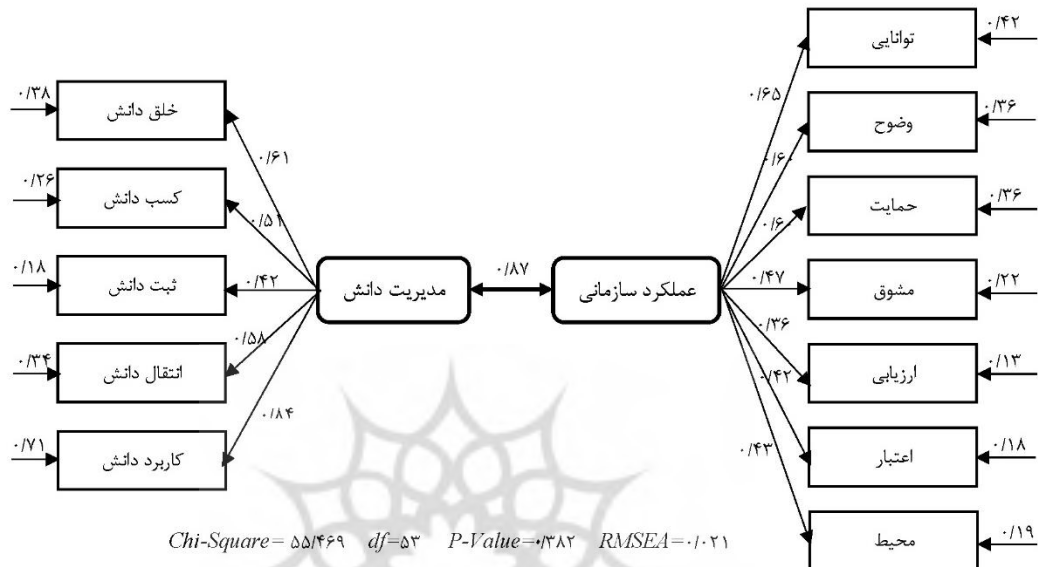 ۰/۴۲
توانایی
۰/۳۸
خلق دانش
۰/۶۵
۰/۳۶
وضوح
۰/۶۱
۰/۶۰
۰/۲۶
کسب دانش
۰/۳۶
حمایت
۰/۵۱
۰/۶۰
۰/۱۸
ثبت دانش
۰/۴۲
مدیریت دانش
۰/۸۷
عملکرد سازمانی
۰/۴۷
مشوق
۰/۲۲
۰/۵۸
۰/۳۶
۰/۳۴
انتقال دانش
ارزیابی
۰/۱۳
۰/۴۲
۰/۸۴
۰/۷۱
کاربرد دانش
۰/۴۳
اعتبار
۰/۱۸
Chi-Square= ۵۵/۴۶۹ df=۵۳ P-Value=۰/۳۸۲ RMSEA=۰/۰۲۱
محیط
۰/۱۹